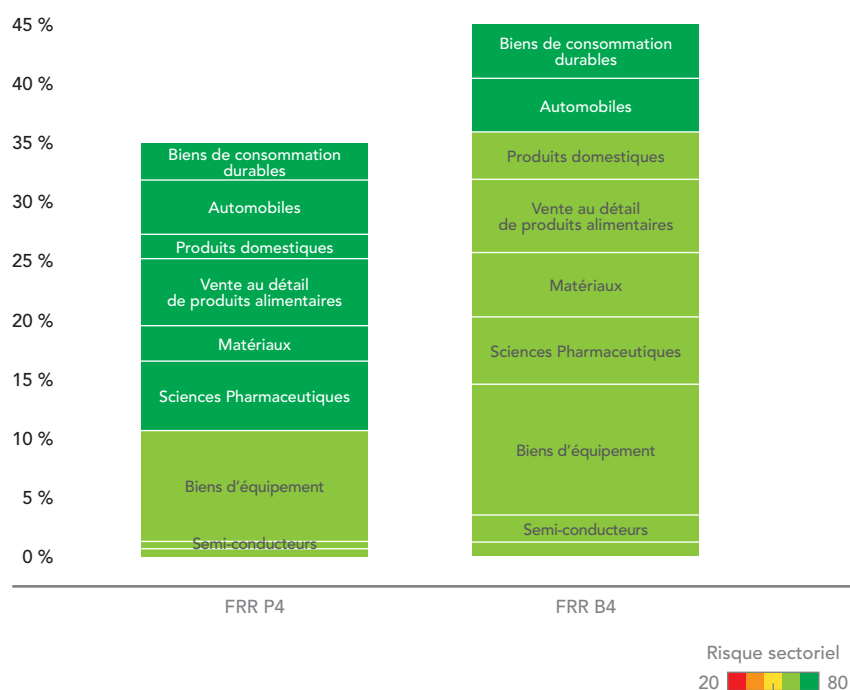 45 %
40 %
35 %
30 %
25 %
20 %
15 %
10 %
5 %
0 %
Biens de consommation
durables
Automobiles
Produits domestiques
Vente au détail
de produits alimentaires
Matériaux
Sciences Pharmaceutiques
Biens d'équipement
Semi-conducteurs
FRR P4
Biens de consommation
durables
Automobiles
Produits domestiques
Vente au détail
de produits alimentaires
Matériaux
Sciences Pharmaceutiques
Biens d'équipement
Semi-conducteurs
FRR B4
Risque sectoriel
20
80